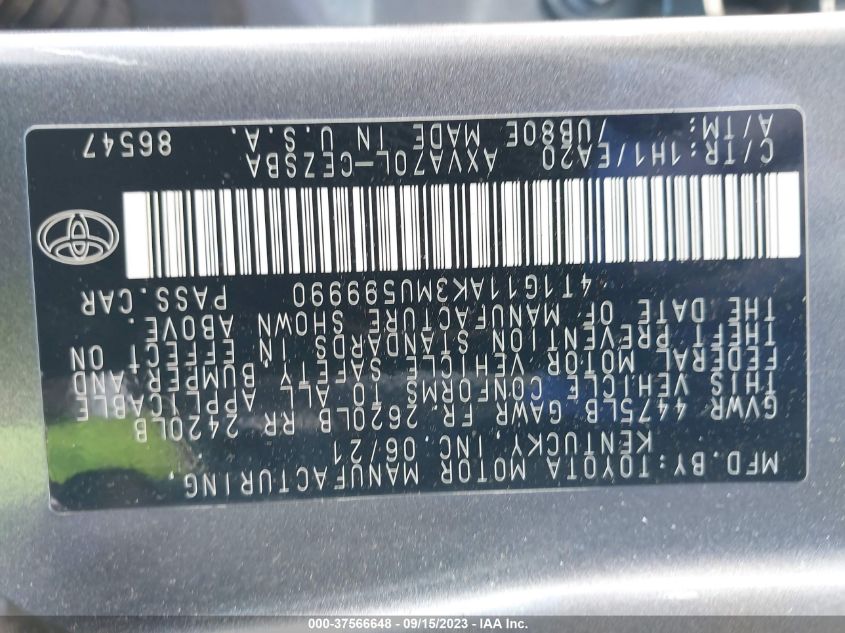 MFD. BY: TOYOTA MOTOR MANUFACTURING,
KENTUCKY, INC. 06/21
GVWR 4475LB GAWR FR. 2620LB RR 2420LB
THIS VEHICLE CONFORMS TO ALL APPLICABLE
FEDERAL MOTOR VEHICLE SAFETY, BUMPER, AND
THEFT PREVENTION STANDARDS IN EFFECT ON
THE DATE OF MANUFACTURE SHOWN ABOVE.
4T1G11AK3MU599990 PASS. CAR
C/TR: 1H1/EA20 AXVA70L-CEZSBA
A/TM: /UB80E MADE IN U.S.A. 86547
000-37566648 - 09/15/2023 - IAA Inc.